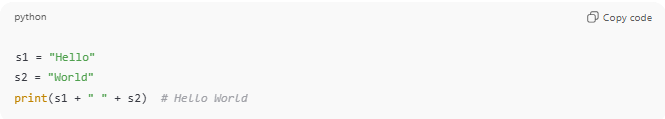 python
Copy code
s1 = "Hello"
s2 = "World"
print(s1 + " " + s2)  # Hello World